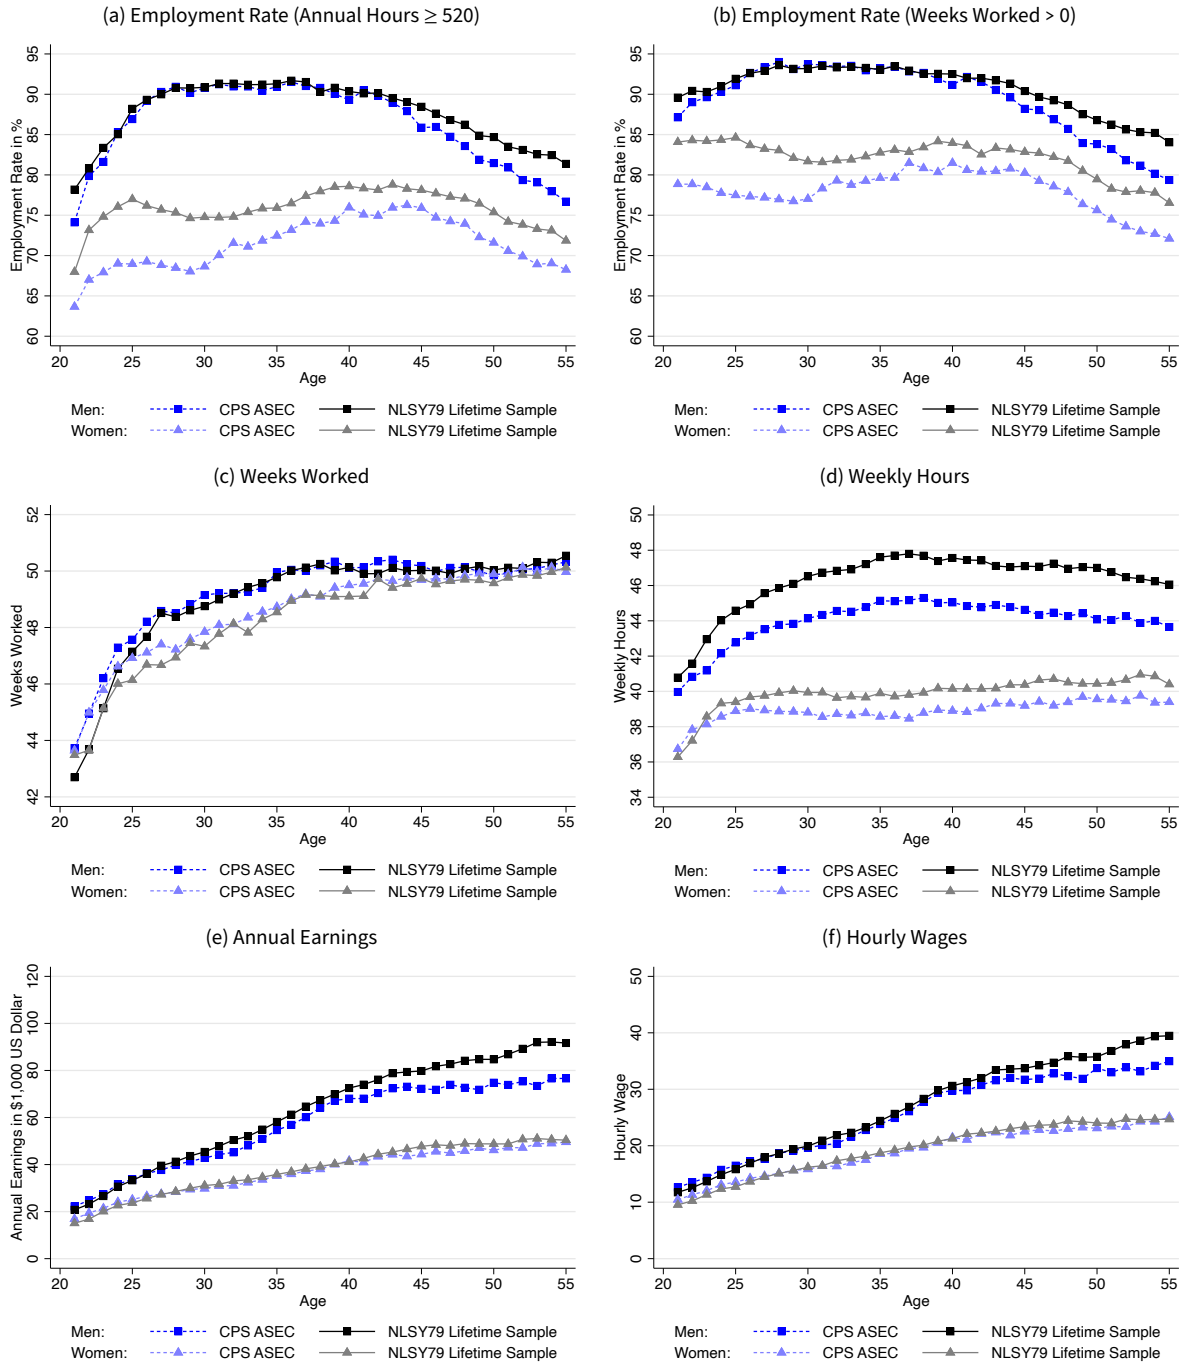 (a) Employment Rate (Annual Hours ≥ 520)
Employment Rate in %
95
90
85
80
75
70
65
60
20 25 30 35 40 45 50 55
Age
Men: CPS ASEC NLSY79 Lifetime Sample
Women: CPS ASEC NLSY79 Lifetime Sample
(b) Employment Rate (Weeks Worked > 0)
Employment Rate in %
95
90
85
80
75
70
65
60
20 25 30 35 40 45 50 55
Age
Men: CPS ASEC NLSY79 Lifetime Sample
Women: CPS ASEC NLSY79 Lifetime Sample
(c) Weeks Worked
Weeks Worked
52
50
48
46
44
42
20 25 30 35 40 45 50 55
Age
Men: CPS ASEC NLSY79 Lifetime Sample
Women: CPS ASEC NLSY79 Lifetime Sample
(d) Weekly Hours
Weekly Hours
50
48
46
44
42
40
38
36
34
20 25 30 35 40 45 50 55
Age
Men: CPS ASEC NLSY79 Lifetime Sample
Women: CPS ASEC NLSY79 Lifetime Sample
(e) Annual Earnings
Annual Earnings in $1,000 US Dollar
120
100
80
60
40
20
0
20 25 30 35 40 45 50 55
Age
Men: CPS ASEC NLSY79 Lifetime Sample
Women: CPS ASEC NLSY79 Lifetime Sample
(f) Hourly Wages
Hourly Wage
50
40
30
20
10
0
20 25 30 35 40 45 50 55
Age
Men: CPS ASEC NLSY79 Lifetime Sample
Women: CPS ASEC NLSY79 Lifetime Sample